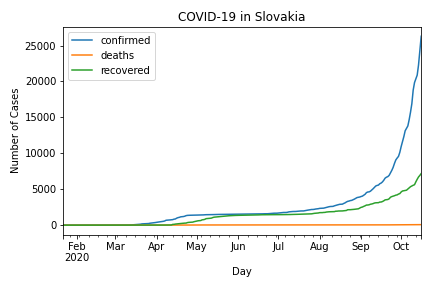 COVID-19 in Slovakia
confirmed
deaths
recovered
25000
20000
15000
10000
5000
0
Number of Cases
Feb Mar Apr May Jun Jul Aug Sep Oct
2020
Day